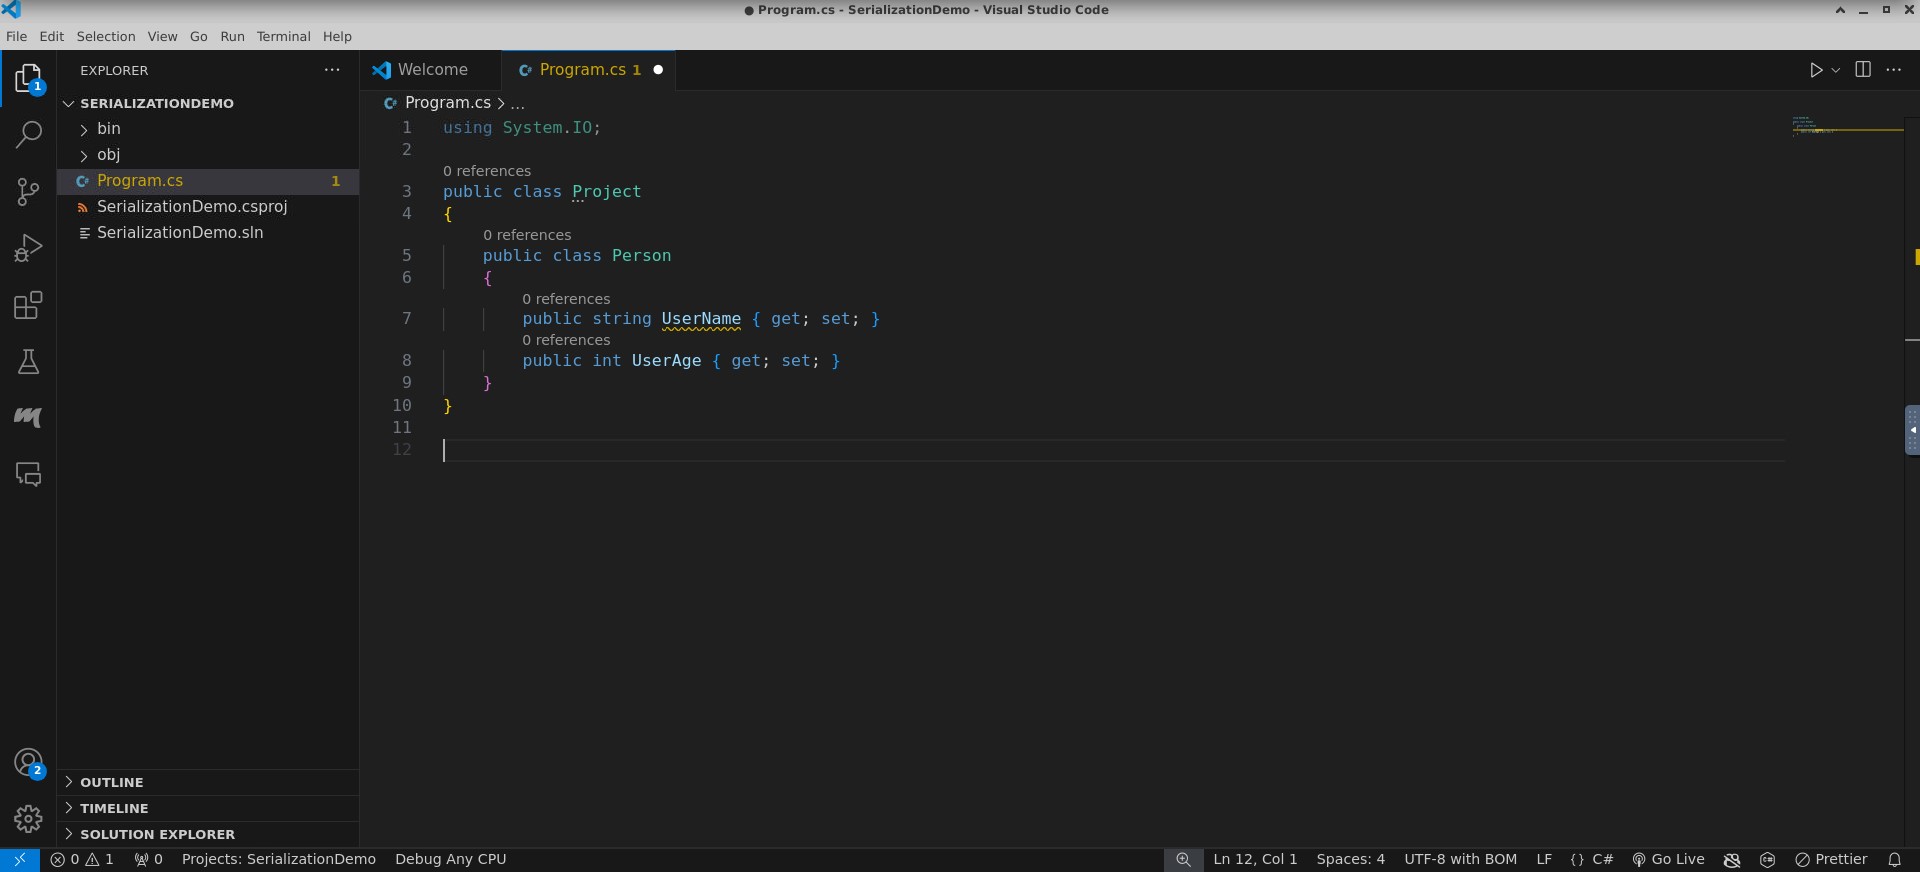 ● Program.cs - SerializationDemo - Visual Studio Code
File Edit Selection View Go Run Terminal Help
1
EXPLORER
SERIALIZATIONDEMO
bin
obj
Program.cs 1
SerializationDemo.csproj
SerializationDemo.sln
OUTLINE
TIMELINE
SOLUTION EXPLORER
2
Welcome
Program.cs 1
Program.cs > ...
1 using System.IO;
2
0 references
3 public class Project
4 {
0 references
5 public class Person
6 {
0 references
7 public string UserName { get; set; }
0 references
8 public int UserAge { get; set; }
9 }
10 }
11
12
0 1 0 Projects: SerializationDemo Debug Any CPU Ln 12, Col 1 Spaces: 4 UTF-8 with BOM LF {} C# Go Live Prettier